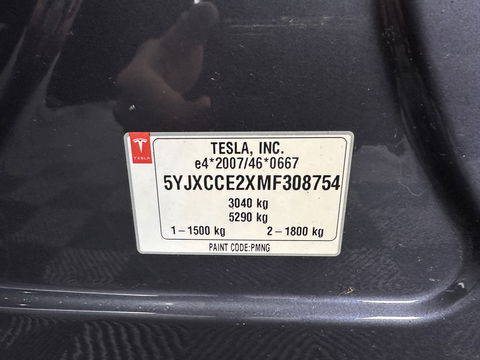 TESLA
TESLA, INC.
e4*2007/46*0667
5YJXCCE2XMF308754
3040 kg
5290 kg
1-1500 kg 2-1800 kg
PAINT CODE:PMNG